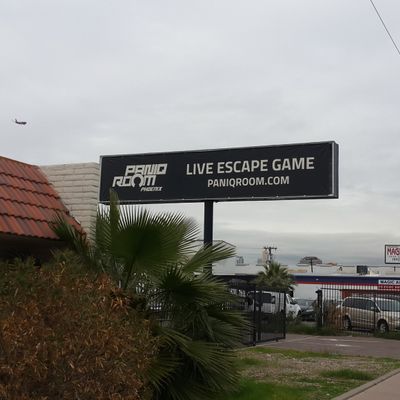 PANIQ
ROOM
PHOENIX
LIVE ESCAPE GAME
PANIQROOM.COM